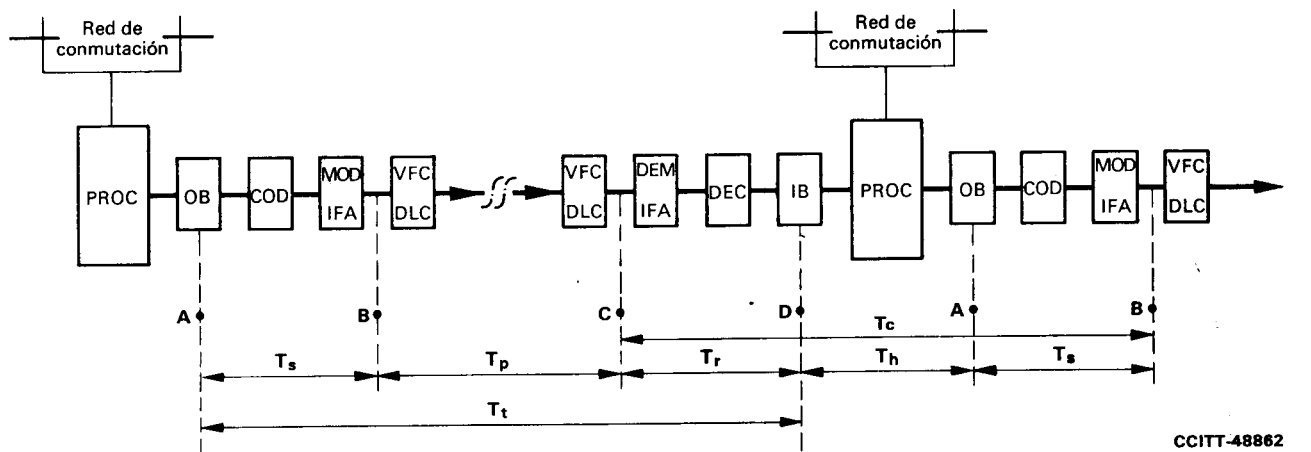 Red de
conmutación
Red de
conmutación
PROC
OB
COD
MOD
IFA
VFC
DLC
VFC
DLC
DEM
IFA
DEC
IB
PROC
OB
COD
MOD
IFA
VFC
DLC
A
B
C
D
A
B
Tc
Ts
Tp
Tr
Th
Ts
Tt
CCITT-48862